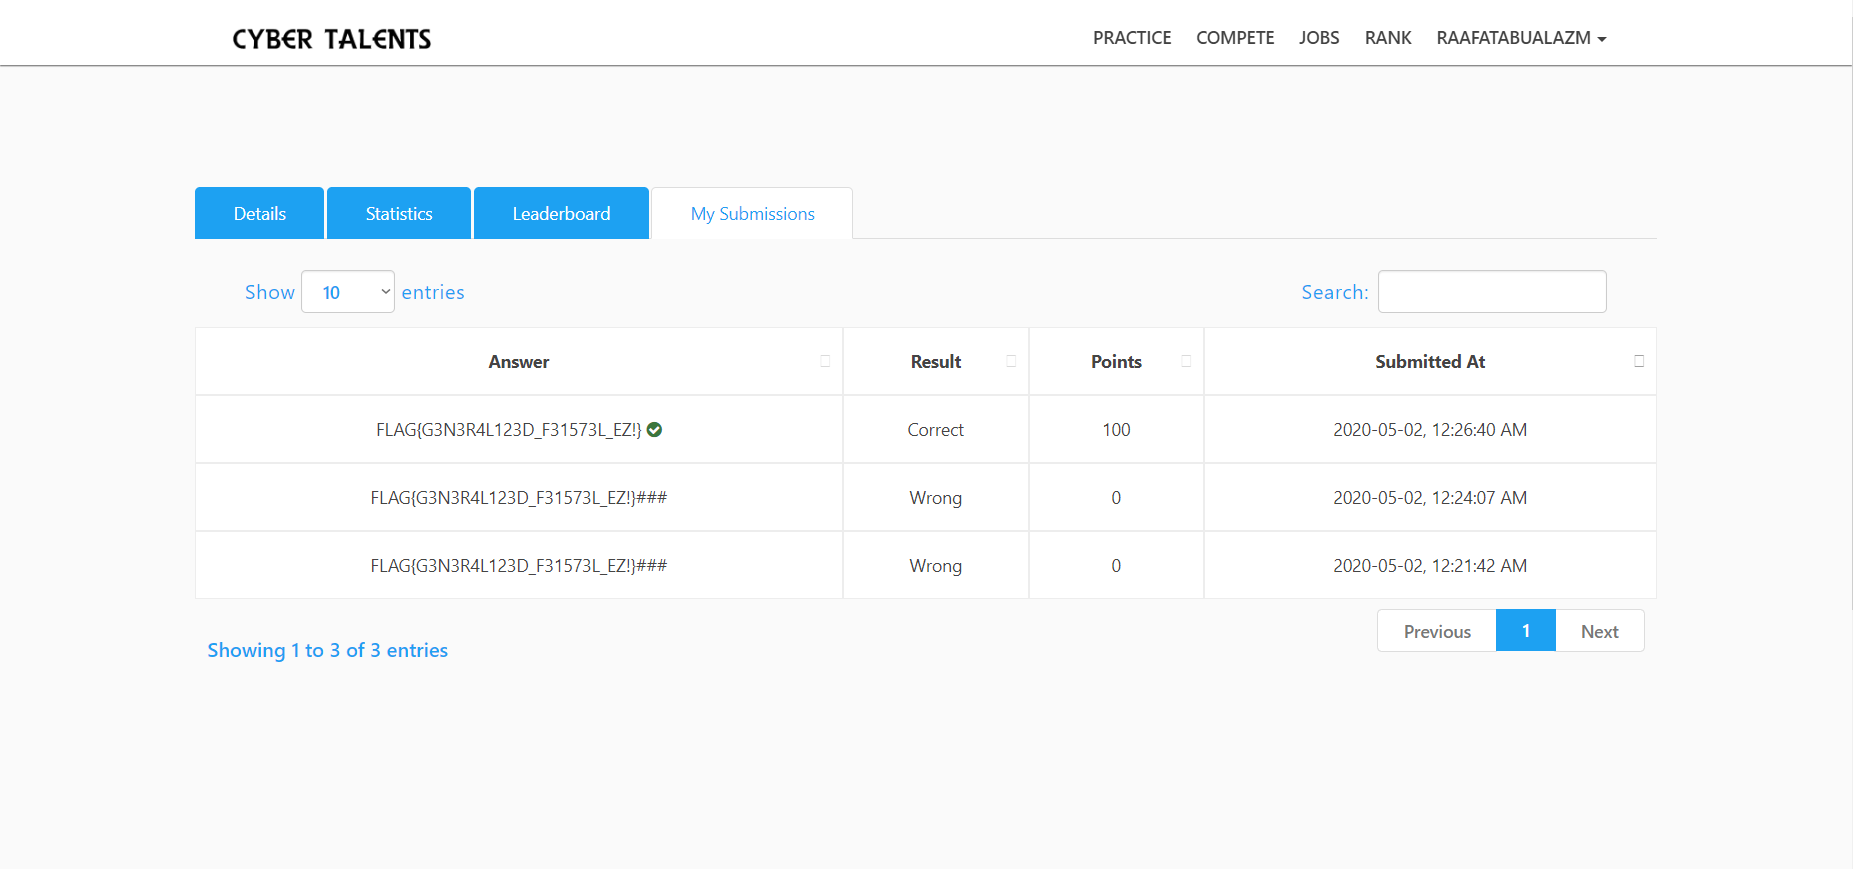 CYBER TALENTS
PRACTICE COMPETE JOBS RANK RAAFATABUALAZM
Details Statistics Leaderboard My Submissions
Show 10 entries Search:
Answer Result Points Submitted At
FLAG{G3N3R4L123D_F31573L_EZ!} Correct 100 2020-05-02, 12:26:40 AM
FLAG{G3N3R4L123D_F31573L_EZ!}### Wrong 0 2020-05-02, 12:24:07 AM
FLAG{G3N3R4L123D_F31573L_EZ!}### Wrong 0 2020-05-02, 12:21:42 AM
Previous 1 Next
Showing 1 to 3 of 3 entries